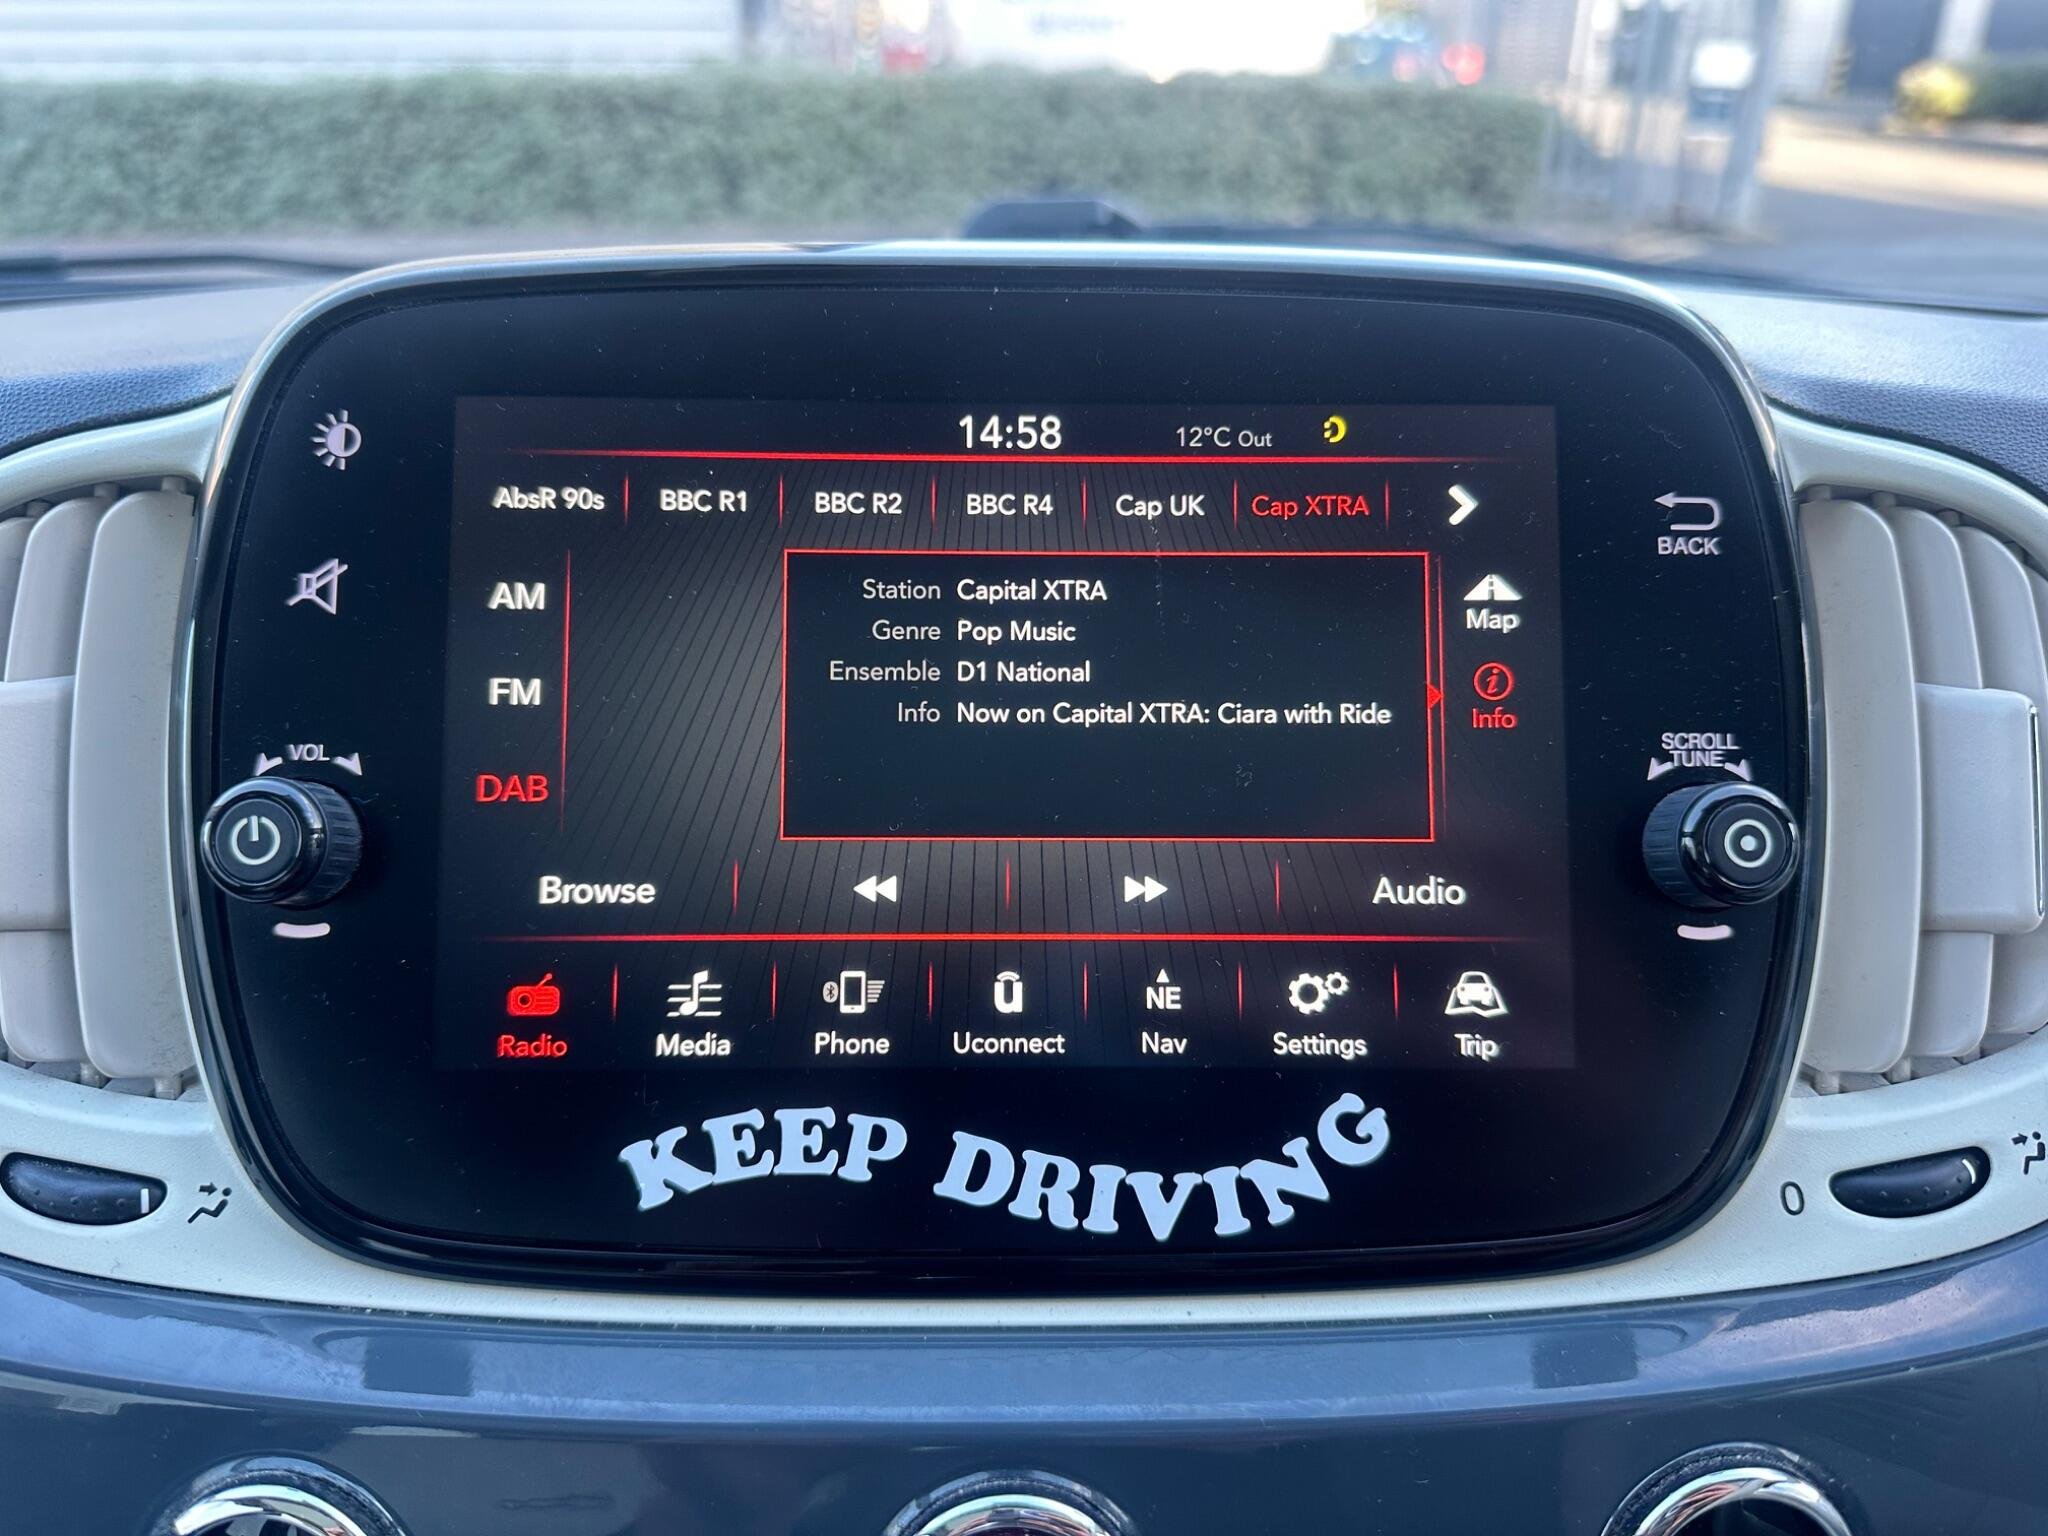 14:58 12°C Out
AbsR 90s BBC R1 BBC R2 BBC R4 Cap UK Cap XTRA
BACK
AM
FM
DAB
Station Capital XTRA
Genre Pop Music
Ensemble D1 National
Info Now on Capital XTRA: Ciara with Ride
Map
Info
VOL
SCROLL
TUNE
Browse Audio
NE
Radio Media Phone Uconnect Nav Settings Trip
KEEP DRIVING
0